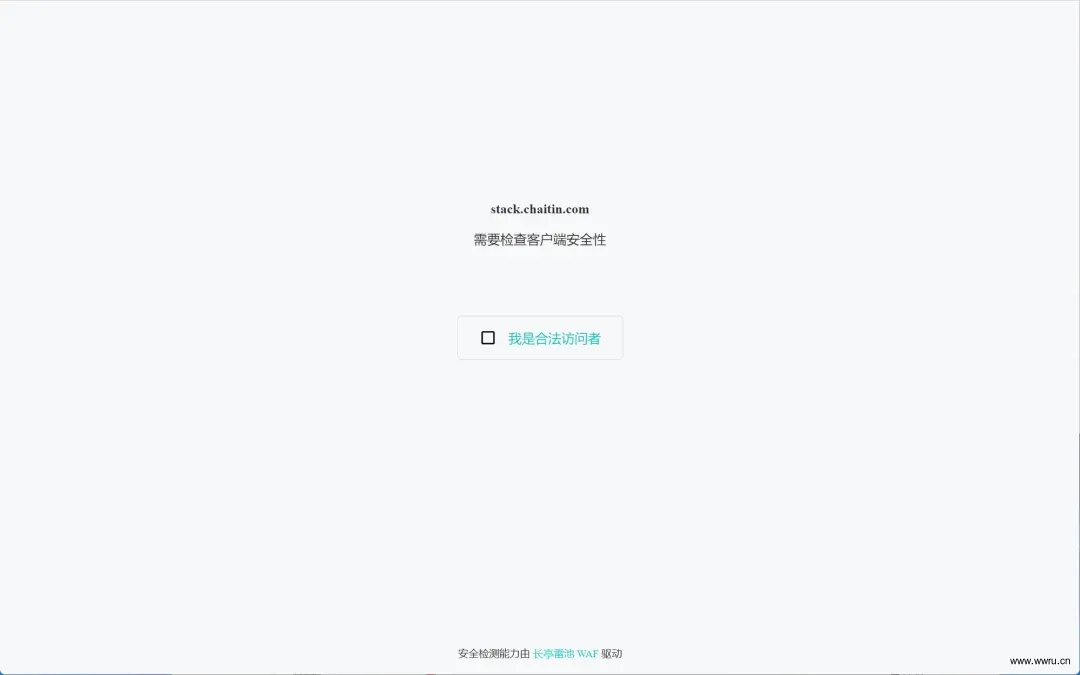 stack.chaitin.com
需要检查客户端安全性
我是合法访问者
安全检测能力由 长亭雷池 WAF 驱动
www.wwru.cn